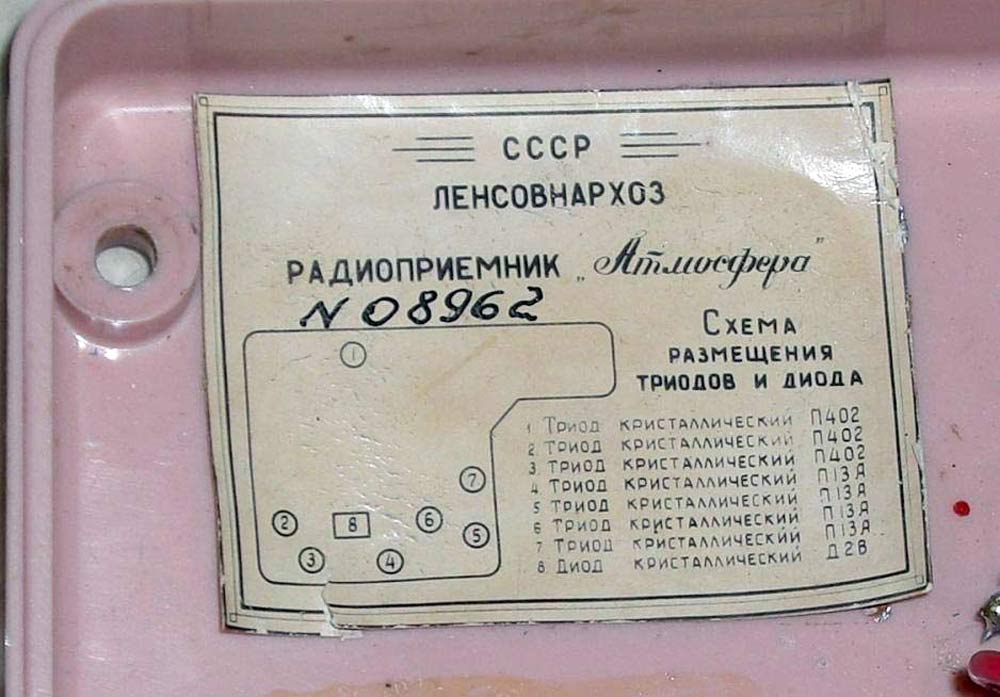 СССР
ЛЕНСОВНАРХОЗ
РАДИОПРИЕМНИК „Атмосфера"
N 08962
Схема
размещения
триодов и диода
1 Триод кристаллический П402
2 Триод кристаллический П402
3 Триод кристаллический П402
4 Триод кристаллический П13А
5 Триод кристаллический П13А
6 Триод кристаллический П13А
7 Триод кристаллический П13А
8 Диод кристаллический Д2В
1
7
2
8
6
5
3
4